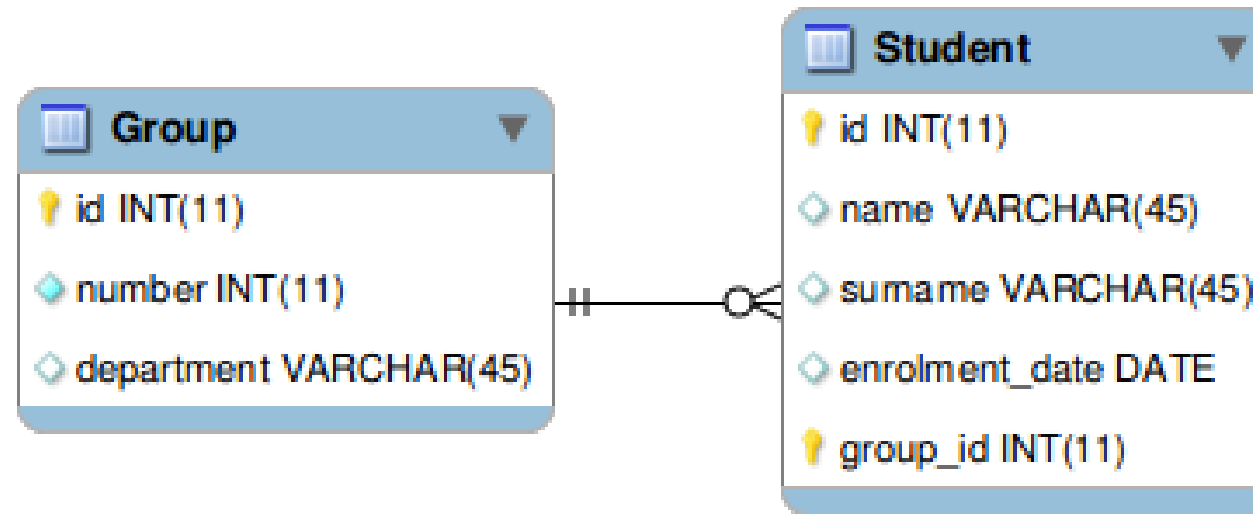 Group
id INT(11)
number INT(11)
department VARCHAR(45)
Student
id INT(11)
name VARCHAR(45)
surname VARCHAR(45)
enrolment_date DATE
group_id INT(11)